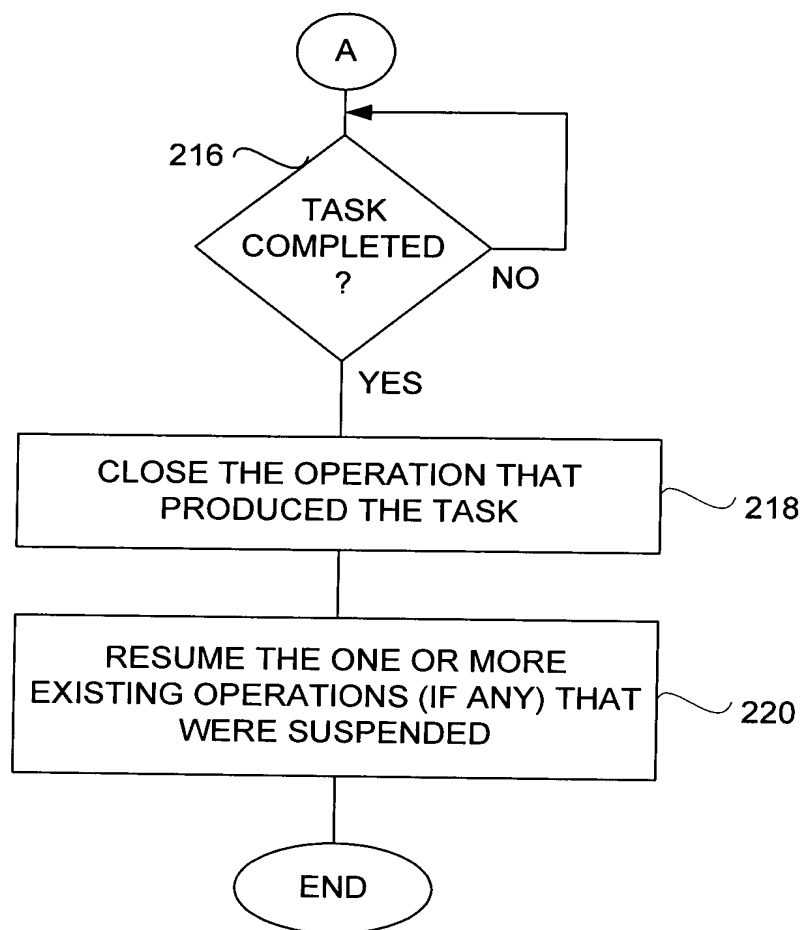 A
216
TASK
COMPLETED
?
NO
YES
CLOSE THE OPERATION THAT
PRODUCED THE TASK
218
RESUME THE ONE OR MORE
EXISTING OPERATIONS (IF ANY) THAT
WERE SUSPENDED
220
END